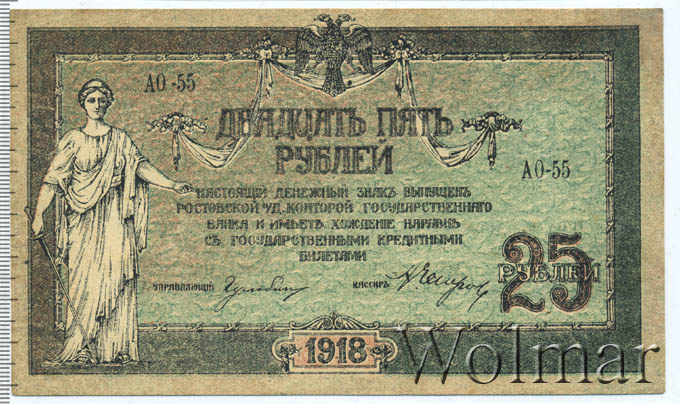 АО-55
ДВАДЦАТЬ ПЯТЬ
РУБЛЕЙ
АО-55
НАСТОЯЩІЙ ДЕНЕЖНЫЙ ЗНАКЪ ВЫПУЩЕНЪ
РОСТОВСКОЙ Н/Д. КОНТОРОЙ ГОСУДАРСТВЕННАГО
БАНКА И ИМѢЕТЪ ХОЖДЕНІЕ НАРАВНѢ
СЪ ГОСУДАРСТВЕННЫМИ КРЕДИТНЫМИ
БИЛЕТАМИ
25
РУБЛЕЙ
УПРАВЛЯЮЩІЙ
КАССИРЪ
1918
Wolmar